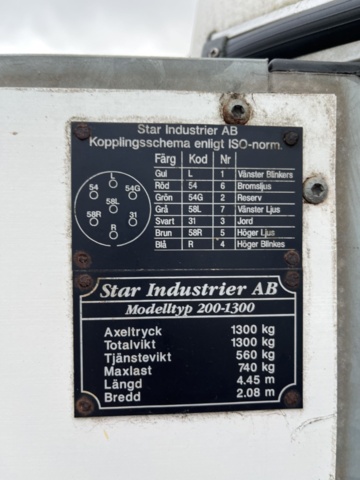 Star Industrier AB
Kopplingsschema enligt ISO-norm.
Färg Kod Nr
Gul L 1 Vänster Blinkers
Röd 54 6 Bromsljus
Grön 54G 2 Reserv
Grå 58L 7 Vänster Ljus
Svart 31 3 Jord
Brun 58R 5 Höger Ljus
Blå R 4 Höger Blinkes
L
54 54G
58L
58R 31
R
Star Industrier AB
Modelltyp 200-1300
Axeltryck 1300 kg
Totalvikt 1300 kg
Tjänstevikt 560 kg
Maxlast 740 kg
Längd 4.45 m
Bredd 2.08 m